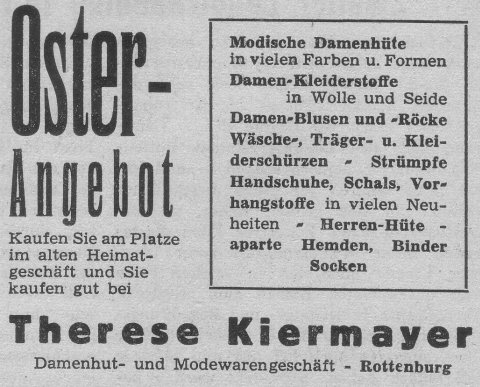 Oster-
Angebot
Kaufen Sie am Platze
im alten Heimat-
geschäft und Sie
kaufen gut bei
Modische Damenhüte
in vielen Farben u. Formen
Damen-Kleiderstoffe
in Wolle und Seide
Damen-Blusen und -Röcke
Wäsche-, Träger- u. Klei-
derschürzen - Strümpfe
Handschuhe, Schals, Vor-
hangstoffe in vielen Neu-
heiten - Herren-Hüte -
aparte Hemden, Binder
Socken
Therese Kiermayer
Damenhut- und Modewarengeschäft - Rottenburg